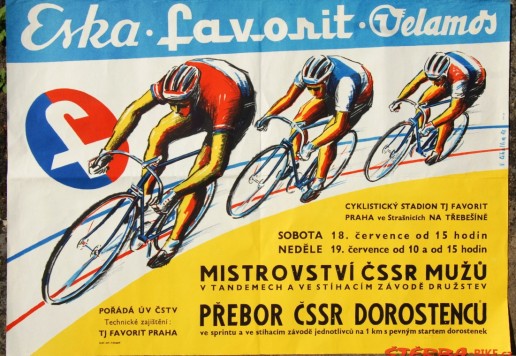 Eska · favorit · Velamos
f
CYKLISTICKÝ STADION TJ FAVORIT
PRAHA ve Strašnicích NA TŘEBEŠÍNĚ
SOBOTA 18. července od 15 hodin
NEDĚLE 19. července od 10 a od 15 hodin
MISTROVSTVÍ ČSSR MUŽŮ
V TANDEMECH A VE STÍHACÍM ZÁVODĚ DRUŽSTEV
POŘÁDÁ ÚV ČSTV
Technické zajištění:
TJ FAVORIT PRAHA
PŘEBOR ČSSR DOROSTENCŮ
ve sprintu a ve stíhacím závodě jednotlivců na 1 km s pevným startem dorostenek